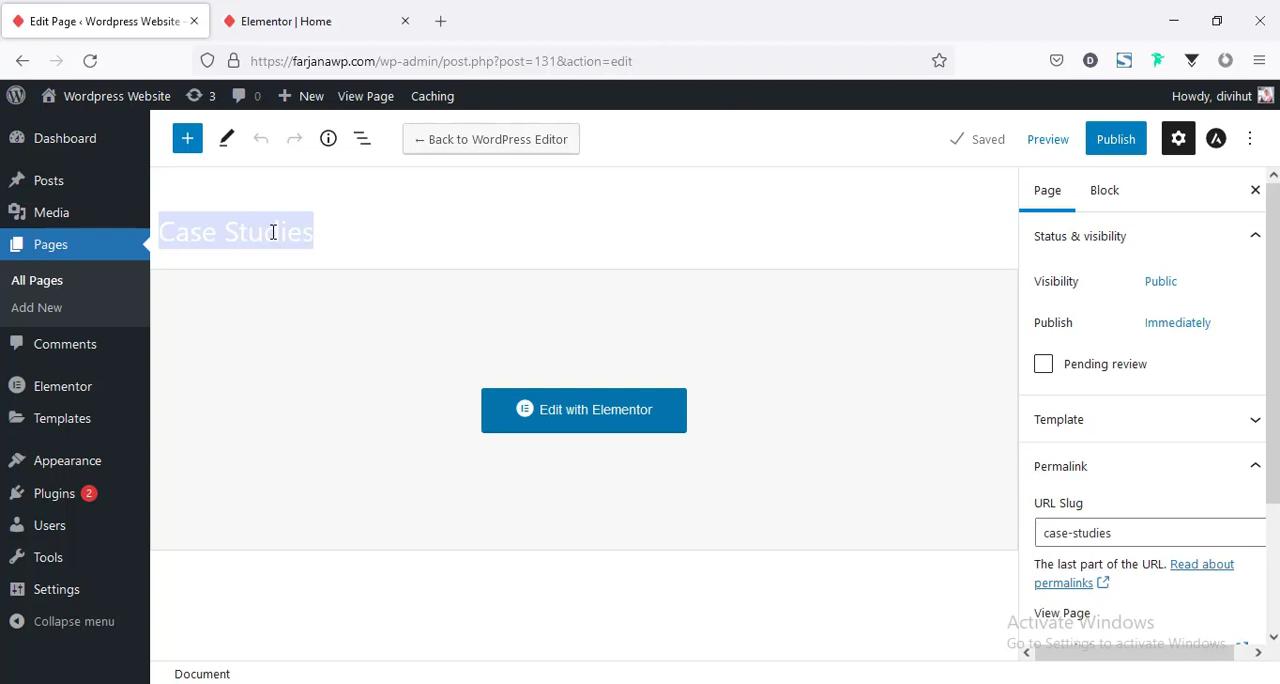 Edit Page ‹ Wordpress Website -
Elementor | Home
https://farjanawp.com/wp-admin/post.php?post=131&action=edit
Wordpress Website 3 0 New View Page Caching Howdy, divihut
Dashboard
Posts
Media
Pages
All Pages
Add New
Comments
Elementor
Templates
Appearance
Plugins 2
Users
Tools
Settings
Collapse menu
← Back to WordPress Editor
Saved Preview Publish
Case Studies
Edit with Elementor
Page Block
Status & visibility
Visibility Public
Publish Immediately
Pending review
Template
Permalink
URL Slug
case-studies
The last part of the URL. Read about
permalinks
View Page
Activate Windows
Go to Settings to activate Windows.
Document